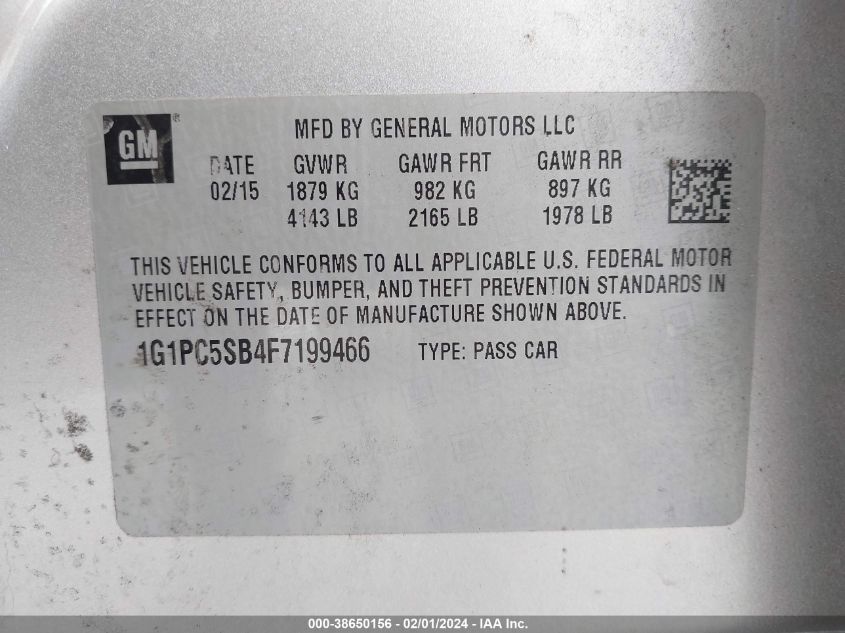 GM
®
MFD BY GENERAL MOTORS LLC
DATE GVWR GAWR FRT GAWR RR
02/15 1879 KG 982 KG 897 KG
4143 LB 2165 LB 1978 LB
THIS VEHICLE CONFORMS TO ALL APPLICABLE U.S. FEDERAL MOTOR
VEHICLE SAFETY, BUMPER, AND THEFT PREVENTION STANDARDS IN
EFFECT ON THE DATE OF MANUFACTURE SHOWN ABOVE.
1G1PC5SB4F7199466 TYPE: PASS CAR
000-38650156 - 02/01/2024 - IAA Inc.